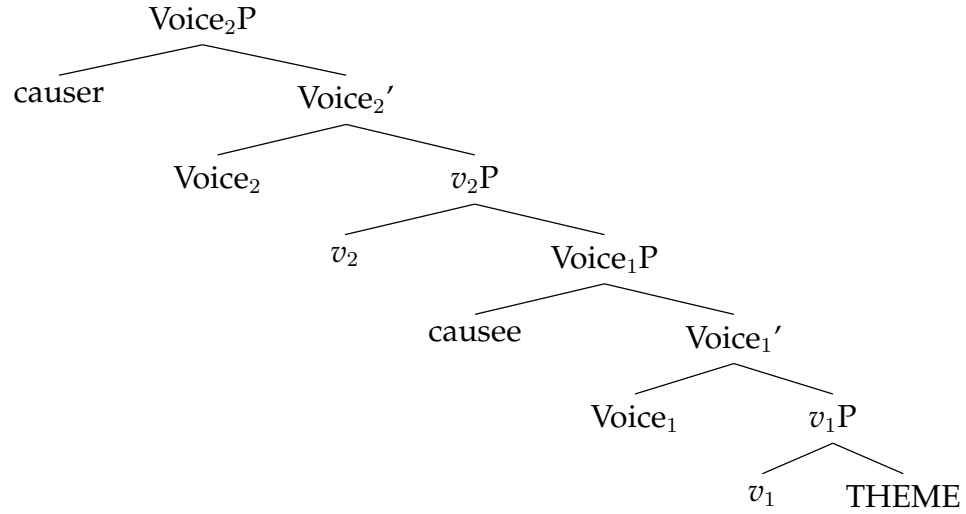 Voice₂P
causer Voice₂'
Voice₂ v₂P
v₂ Voice₁P
causee Voice₁'
Voice₁ v₁P
v₁ THEME